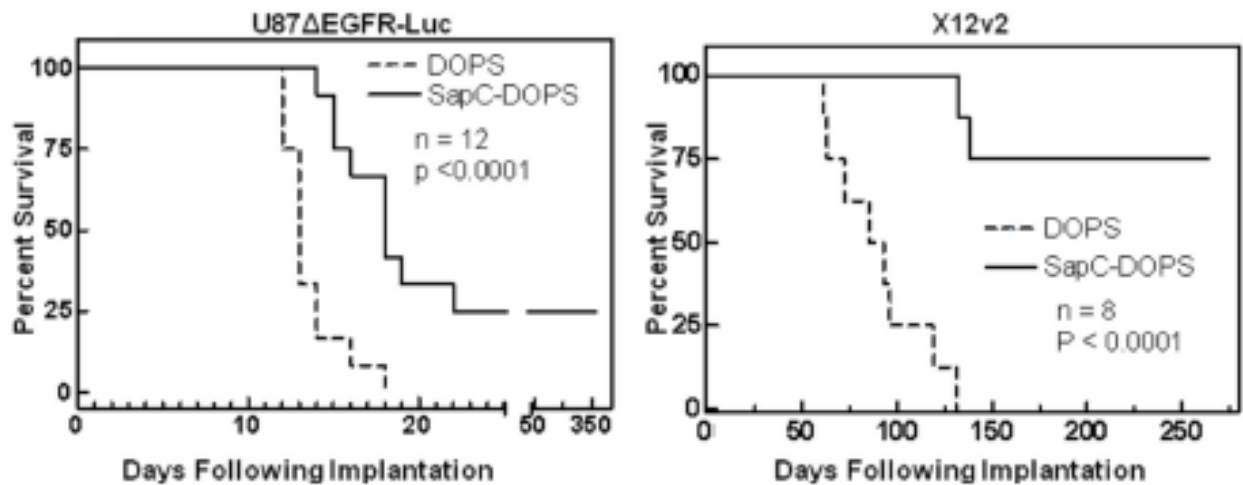 U87ΔEGFR-Luc
Percent Survival
100
75
50
25
0
DOPS
SapC-DOPS
n = 12
p <0.0001
0 10 20 50 350
Days Following Implantation
X12v2
Percent Survival
100
75
50
25
0
DOPS
SapC-DOPS
n = 8
P < 0.0001
0 50 100 150 200 250
Days Following Implantation